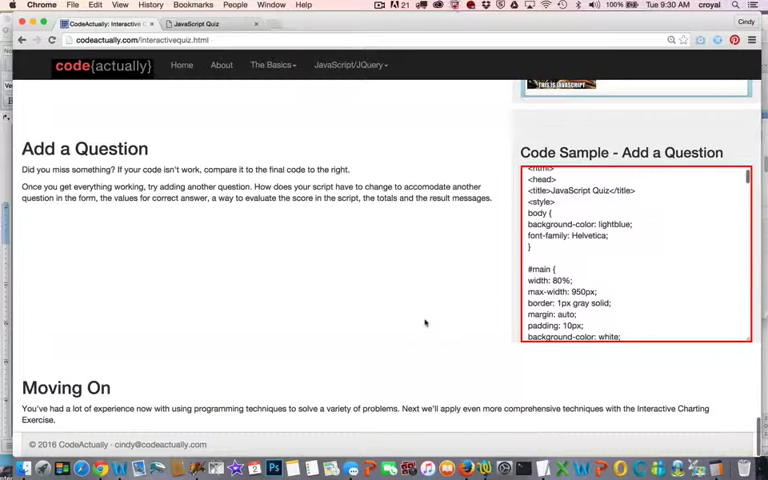 Chrome File Edit View History Bookmarks People Window Help
21
100%
Tue 9:30 AM croyal
CodeActually: Interactive C
JavaScript Quiz
Cindy
codeactually.com/interactivequiz.html
code{actually}
Home
About
The Basics
JavaScript/JQuery
THIS IS JAVASCRIPT
Add a Question
Did you miss something? If your code isn't work, compare it to the final code to the right.
Once you get everything working, try adding another question. How does your script have to change to accomodate another
question in the form, the values for correct answer, a way to evaluate the score in the script, the totals and the result messages.
Code Sample - Add a Question
<html>
<head>
<title>JavaScript Quiz</title>
<style>
body {
background-color: lightblue;
font-family: Helvetica;
}
#main {
width: 80%;
max-width: 950px;
border: 1px gray solid;
margin: auto;
padding: 10px;
background-color: white;
Moving On
You've had a lot of experience now with using programming techniques to solve a variety of problems. Next we'll apply even more comprehensive techniques with the Interactive Charting
Exercise.
© 2016 CodeActually · cindy@codeactually.com